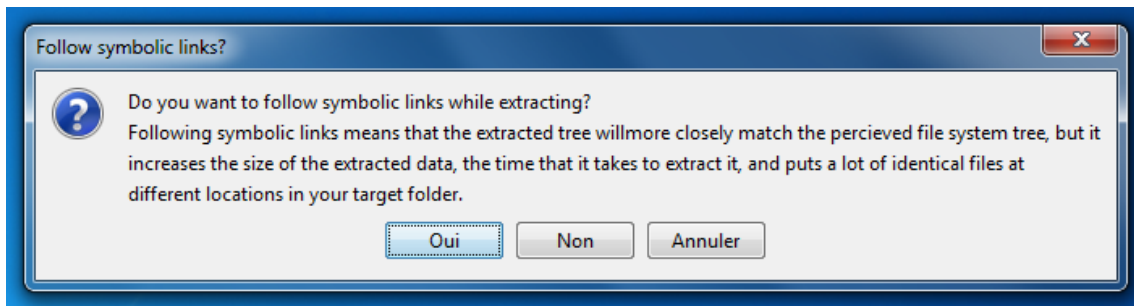 Follow symbolic links?
Do you want to follow symbolic links while extracting?
Following symbolic links means that the extracted tree willmore closely match the percieved file system tree, but it
increases the size of the extracted data, the time that it takes to extract it, and puts a lot of identical files at
different locations in your target folder.
Oui Non Annuler